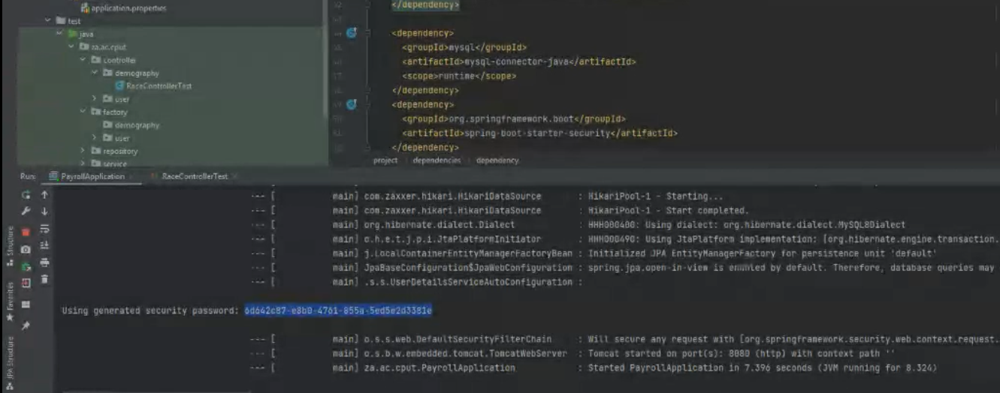 application.properties
test
java
za.ac.cput
controller
demography
RaceControllerTest
user
factory
demography
user
repository
service
</dependency>
<dependency>
<groupId>mysql</groupId>
<artifactId>mysql-connector-java</artifactId>
<scope>runtime</scope>
</dependency>
<dependency>
<groupId>org.springframework.boot</groupId>
<artifactId>spring-boot-starter-security</artifactId>
</dependency>
project dependencies dependency
Run: PayrollApplication RaceControllerTest
--- [ main] com.zaxxer.hikari.HikariDataSource : HikariPool-1 - Starting...
--- [ main] com.zaxxer.hikari.HikariDataSource : HikariPool-1 - Start completed.
--- [ main] org.hibernate.dialect.Dialect : HHH000400: Using dialect: org.hibernate.dialect.MySQL8Dialect
--- [ main] o.h.e.t.j.p.i.JtaPlatformInitiator : HHH000490: Using JtaPlatform implementation: [org.hibernate.engine.transaction.
--- [ main] j.LocalContainerEntityManagerFactoryBean : Initialized JPA EntityManagerFactory for persistence unit 'default'
--- [ main] JpaBaseConfiguration$JpaWebConfiguration : spring.jpa.open-in-view is enabled by default. Therefore, database queries may
--- [ main] .s.s.UserDetailsServiceAutoConfiguration :
Using generated security password: 6d642c87-e8b0-4761-855a-5ed5e2d3381e
--- [ main] o.s.s.web.DefaultSecurityFilterChain : Will secure any request with [org.springframework.security.web.context.request.
--- [ main] o.s.b.w.embedded.tomcat.TomcatWebServer : Tomcat started on port(s): 8080 (http) with context path ''
--- [ main] za.ac.cput.PayrollApplication : Started PayrollApplication in 7.396 seconds (JVM running for 8.324)
Structure
Favorites
JPA Structure